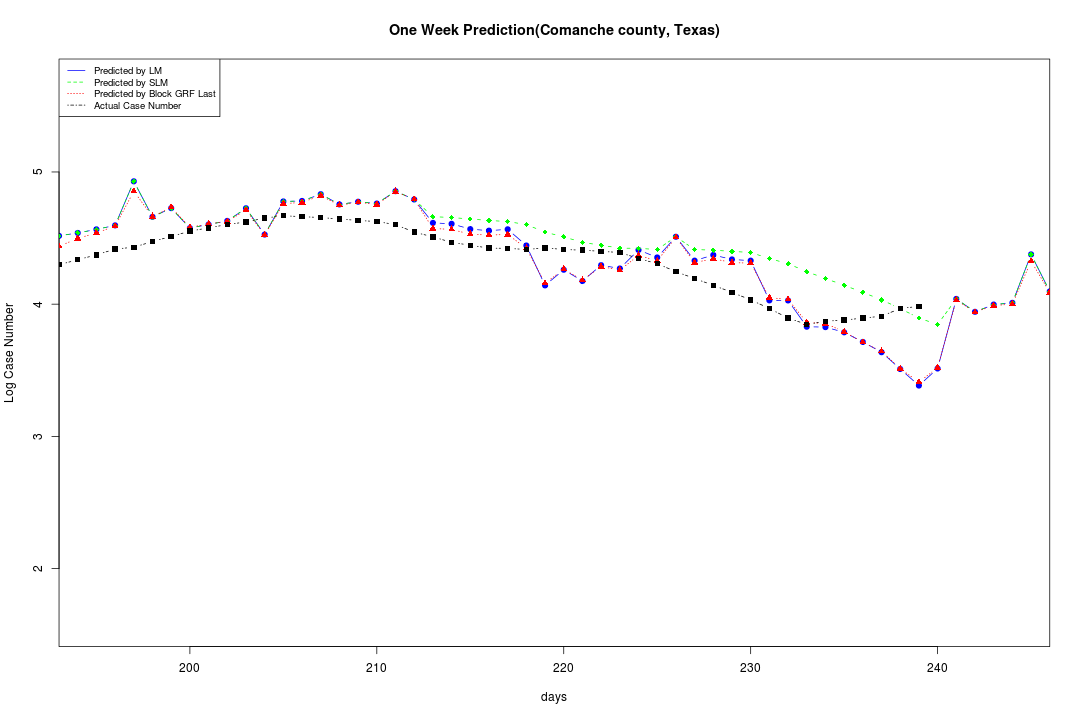 One Week Prediction(Comanche county, Texas)
Predicted by LM
Predicted by SLM
Predicted by Block GRF Last
Actual Case Number
5
4
3
2
Log Case Number
200 210 220 230 240
days